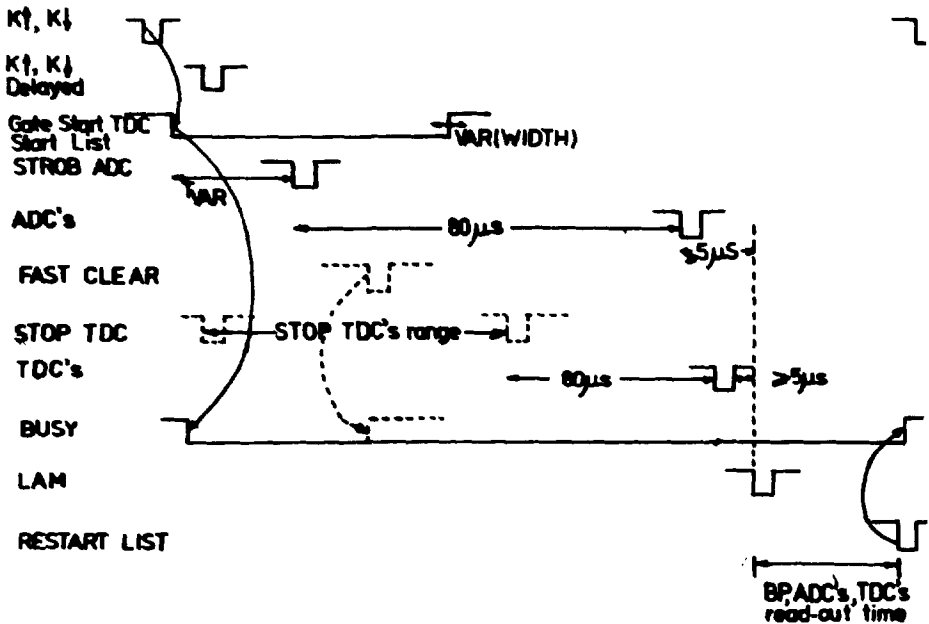 K↑, K↓
K↑, K↓
Delayed
Gate Start TDC
Start List
VAR(WIDTH)
STROB ADC
VAR
ADC's
80μs
≥5μs
FAST CLEAR
STOP TDC
STOP TDC's range
TDC's
80μs
≥5μs
BUSY
LAM
RESTART LIST
BP,ADC's,TDC's
read-out time